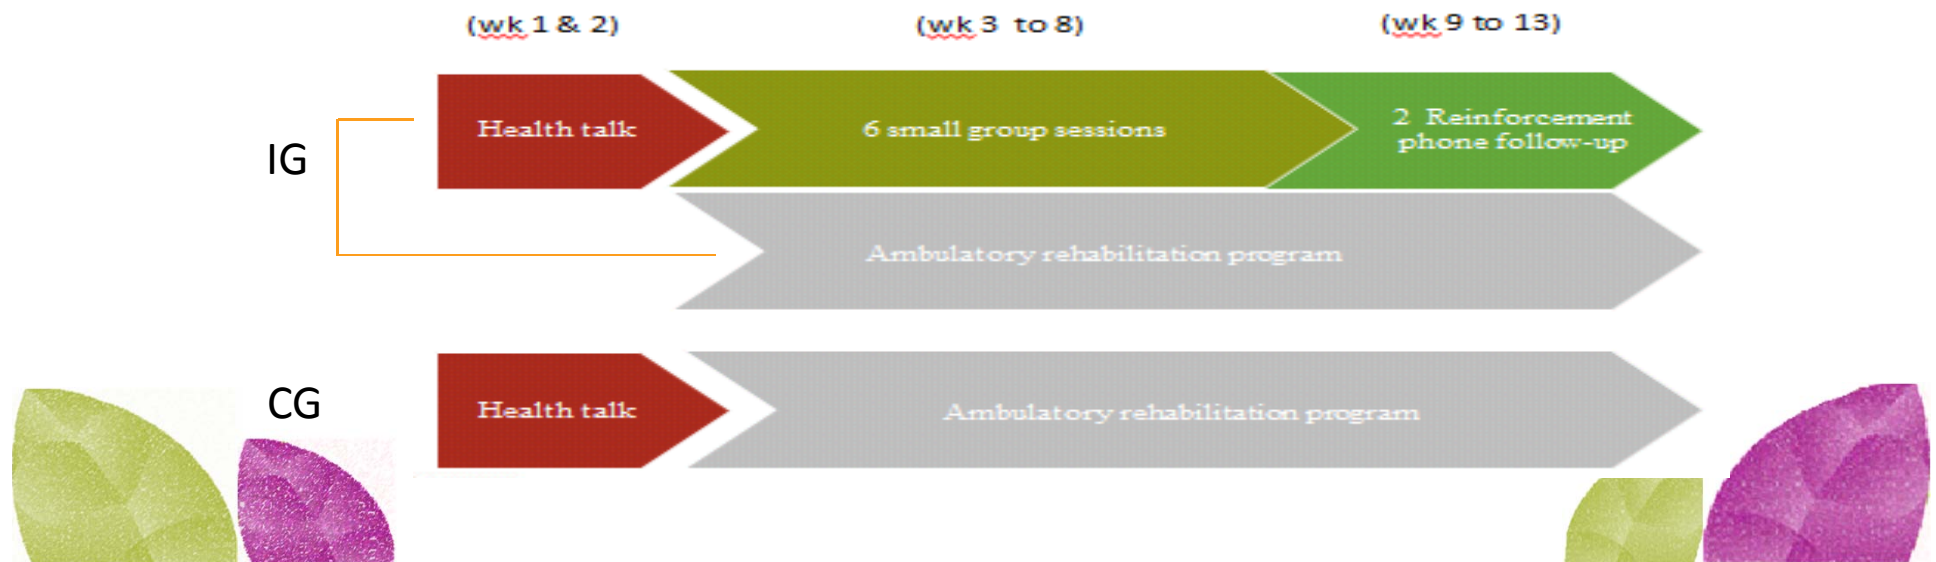 (wk 1 & 2)
(wk 3 to 8)
(wk 9 to 13)
IG
Health talk
6 small group sessions
2 Reinforcement
phone follow-up
Ambulatory rehabilitation program
CG
Health talk
Ambulatory rehabilitation program